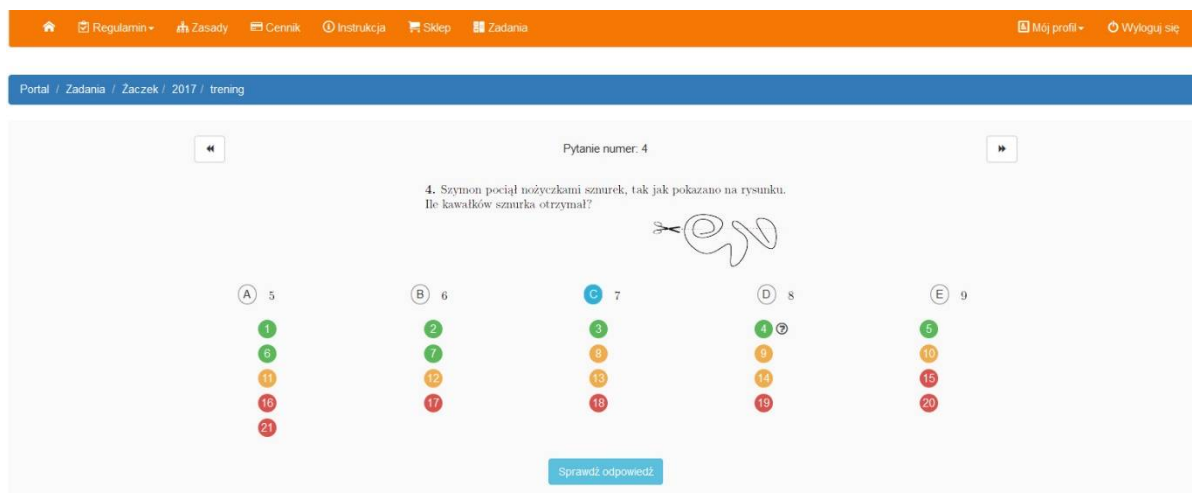 Regulamin Zasady Cennik Instrukcja Sklep Zadania Mój profil Wyloguj się
Portal / Zadania / Żaczek / 2017 / trening
Pytanie numer: 4
4. Szymon pociął nożyczkami sznurek, tak jak pokazano na rysunku.
Ile kawałków sznurka otrzymał?
A 5 B 6 C 7 D 8 E 9
1 2 3 4 5
6 7 8 9 10
11 12 13 14 15
16 17 18 19 20
21
Sprawdź odpowiedź